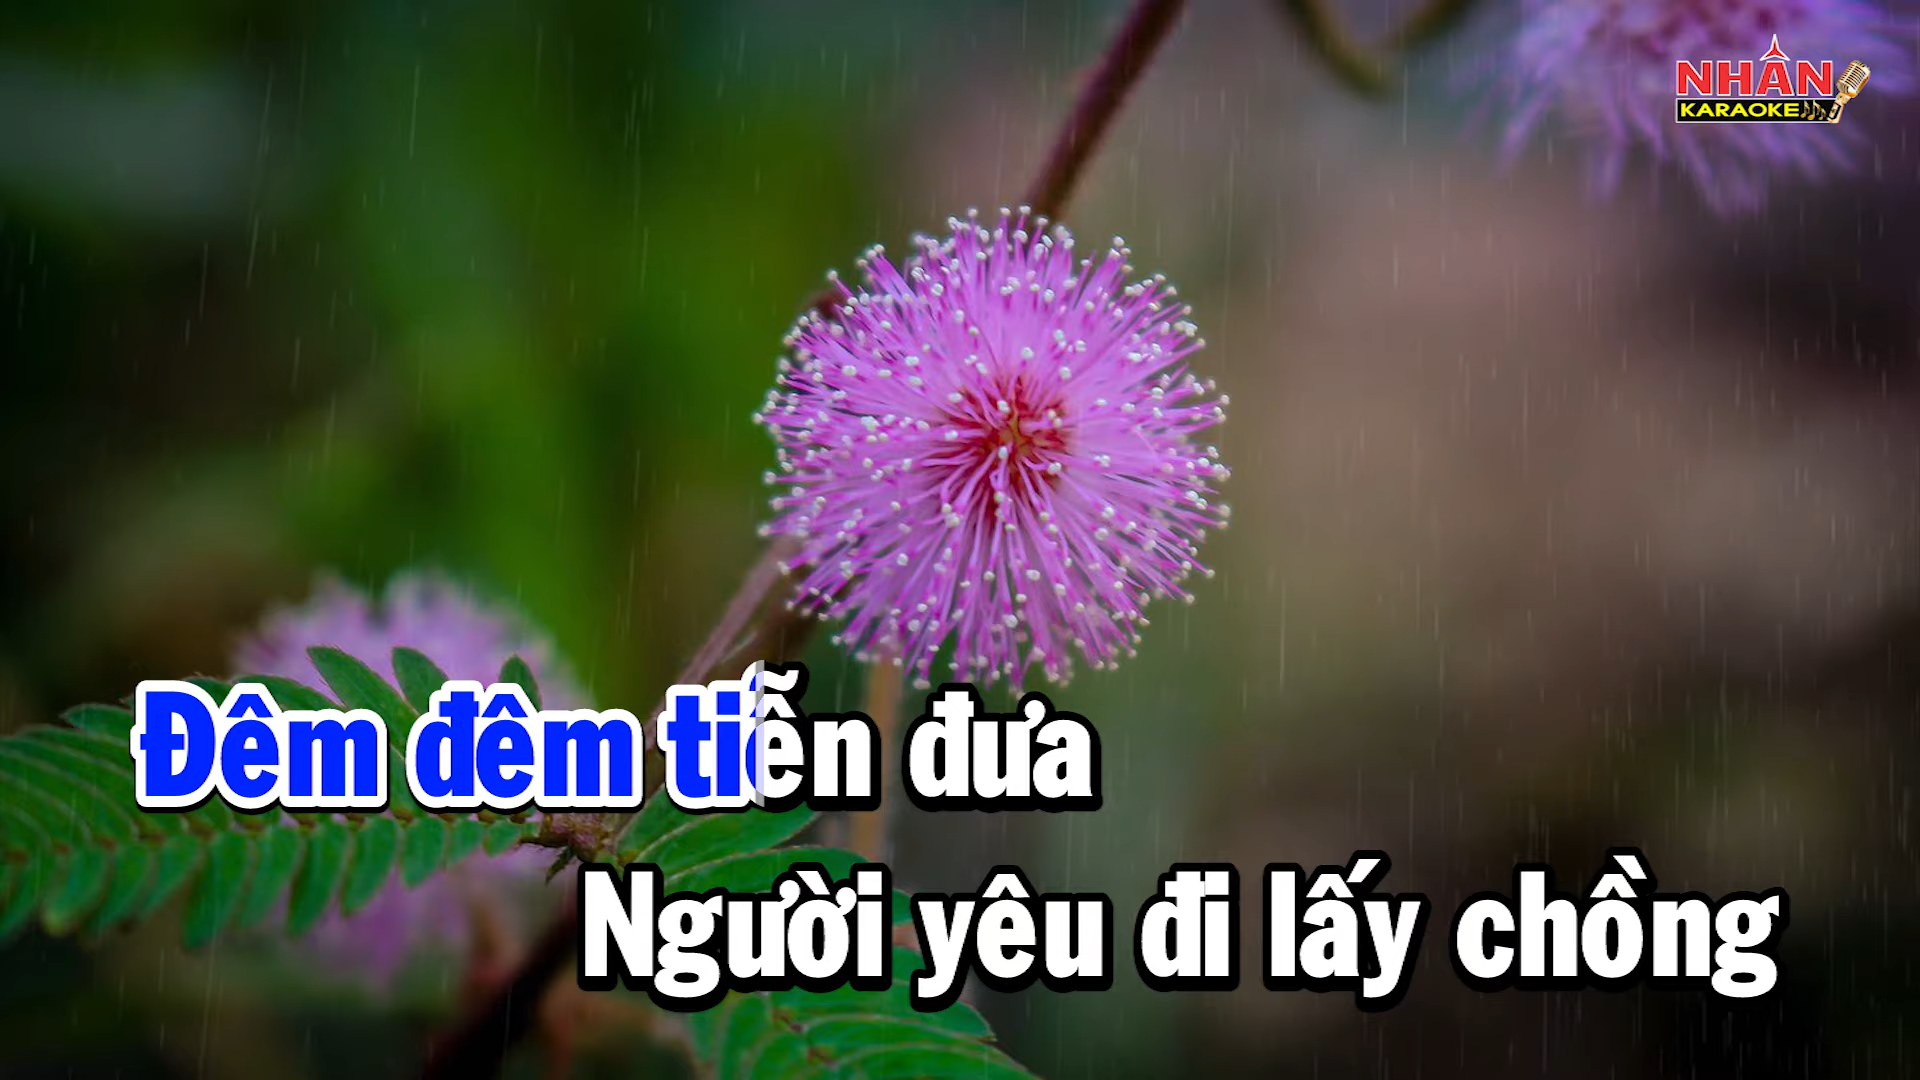 NHÂN
KARAOKE
Đêm đêm tiễn đưa
Người yêu đi lấy chồng